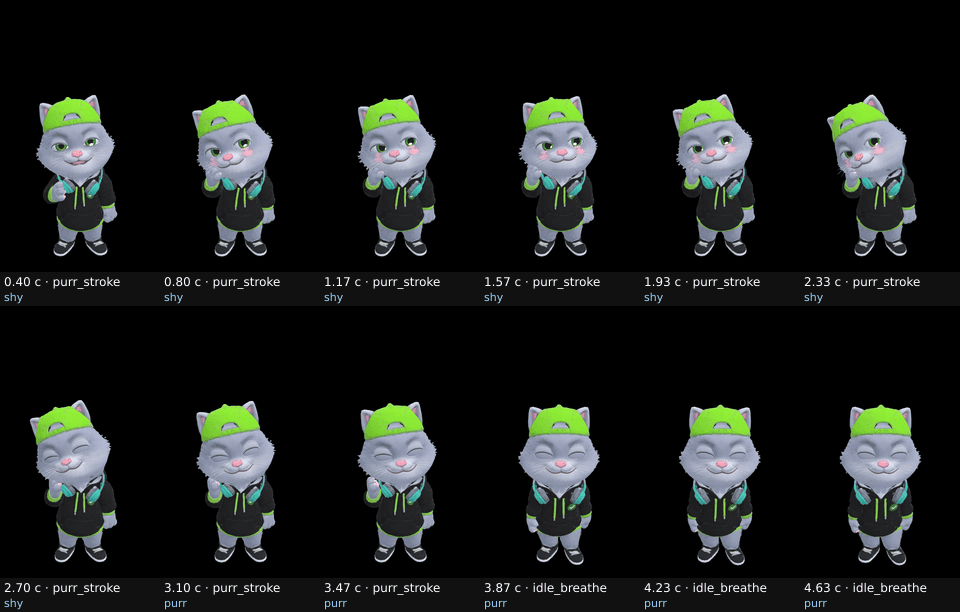 0.40 c · purr_stroke
shy
0.80 c · purr_stroke
shy
1.17 c · purr_stroke
shy
1.57 c · purr_stroke
shy
1.93 c · purr_stroke
shy
2.33 c · purr_stroke
shy
2.70 c · purr_stroke
shy
3.10 c · purr_stroke
purr
3.47 c · purr_stroke
purr
3.87 c · idle_breathe
purr
4.23 c · idle_breathe
purr
4.63 c · idle_breathe
purr